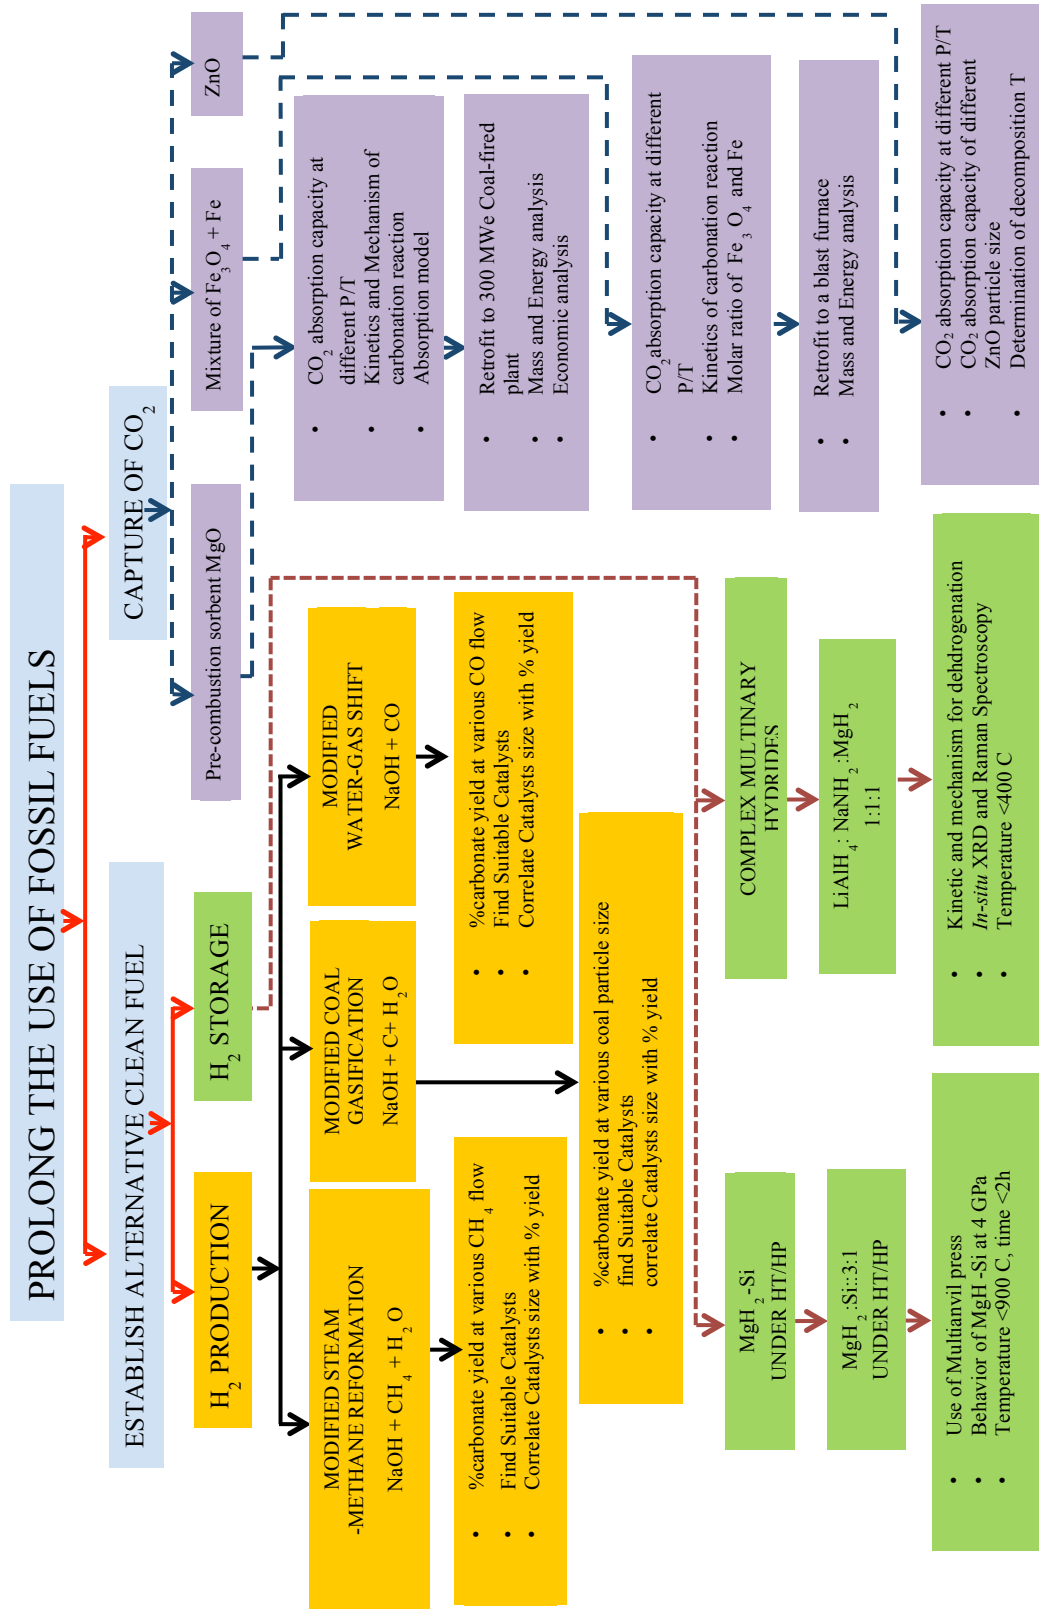 PROLONG THE USE OF FOSSIL FUELS
ESTABLISH ALTERNATIVE CLEAN FUEL
CAPTURE OF CO2
H2 PRODUCTION
H2 STORAGE
Pre-combustion sorbent MgO
Mixture of Fe3O4 + Fe
ZnO
MODIFIED STEAM
-METHANE REFORMATION
NaOH + CH4 + H2O
MODIFIED COAL
GASIFICATION
NaOH + C+ H2O
MODIFIED
WATER-GAS SHIFT
NaOH + CO
• %carbonate yield at various CH4 flow
• Find Suitable Catalysts
• Correlate Catalysts size with % yield
• %carbonate yield at various CO flow
• Find Suitable Catalysts
• Correlate Catalysts size with % yield
• %carbonate yield at various coal particle size
• find Suitable Catalysts
• correlate Catalysts size with % yield
MgH2-Si
UNDER HT/HP
MgH2:Si::3:1
UNDER HT/HP
• Use of Multianvil press
• Behavior of MgH -Si at 4 GPa
• Temperature <900 C, time <2h
COMPLEX MULTINARY
HYDRIDES
LiAlH4: NaNH2:MgH2
1:1:1
• Kinetic and mechanism for dehdrogenation
• In-situ XRD and Raman Spectroscopy
• Temperature <400 C
• CO2 absorption capacity at
different P/T
• Kinetics and Mechanism of
carbonation reaction
• Absorption model
• Retrofit to 300 MWe Coal-fired
plant
• Mass and Energy analysis
• Economic analysis
• CO2 absorption capacity at different
P/T
• Kinetics of carbonation reaction
• Molar ratio of Fe3O4 and Fe
• Retrofit to a blast furnace
• Mass and Energy analysis
• CO2 absorption capacity at different P/T
• CO2 absorption capacity of different
ZnO particle size
• Determination of decomposition T